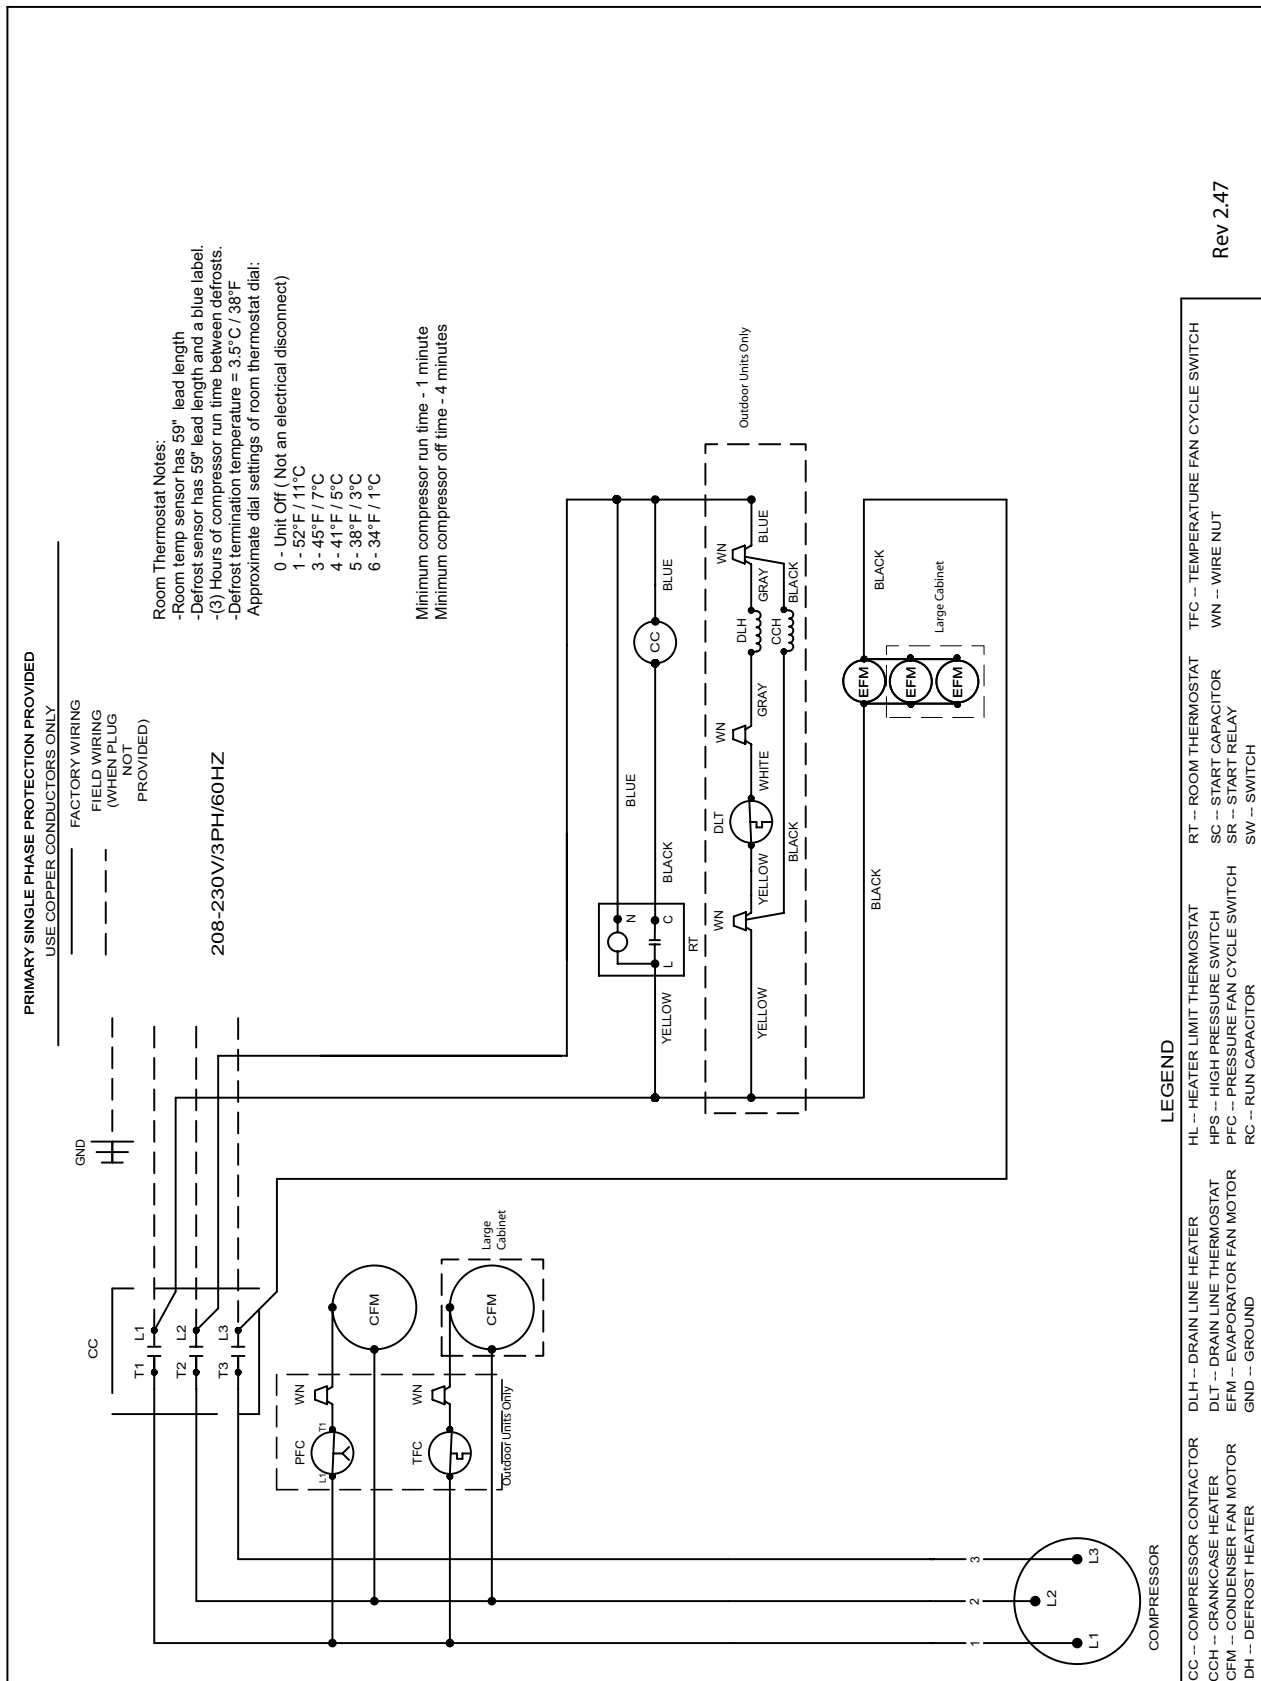 PRIMARY SINGLE PHASE PROTECTION PROVIDED
USE COPPER CONDUCTORS ONLY
FACTORY WIRING
FIELD WIRING
(WHEN PLUG
NOT
PROVIDED)
208-230V/3PH/60HZ
Room Thermostat Notes:
-Room temp sensor has 59" lead length
-Defrost sensor has 59" lead length and a blue label.
-(3) Hours of compressor run time between defrosts.
-Defrost termination temperature = 3.5°C / 38°F
Approximate dial settings of room thermostat dial:
0 - Unit Off ( Not an electrical disconnect)
1 - 52°F / 11°C
3 - 45°F / 7°C
4 - 41°F / 5°C
5 - 38°F / 3°C
6 - 34°F / 1°C
Minimum compressor run time - 1 minute
Minimum compressor off time - 4 minutes
GND
CC
T1 L1
T2 L2
T3 L3
PFC
L1
T1
WN
CFM
TFC
WN
CFM
Outdoor Units Only
Large
Cabinet
BLUE
N
L C
RT
YELLOW
BLACK
CC
BLUE
Outdoor Units Only
YELLOW
WN
YELLOW
DLT
WHITE
WN
GRAY
DLH
GRAY
WN
BLUE
BLACK
CCH
BLACK
BLACK
EFM
EFM
EFM
BLACK
Large Cabinet
1
2
3
L1
L2
L3
COMPRESSOR
LEGEND
CC -- COMPRESSOR CONTACTOR
CCH -- CRANKCASE HEATER
CFM -- CONDENSER FAN MOTOR
DH -- DEFROST HEATER
DLH -- DRAIN LINE HEATER
DLT -- DRAIN LINE THERMOSTAT
EFM -- EVAPORATOR FAN MOTOR
GND -- GROUND
HL -- HEATER LIMIT THERMOSTAT
HPS -- HIGH PRESSURE SWITCH
PFC -- PRESSURE FAN CYCLE SWITCH
RC -- RUN CAPACITOR
RT -- ROOM THERMOSTAT
SC -- START CAPACITOR
SR -- START RELAY
SW -- SWITCH
TFC -- TEMPERATURE FAN CYCLE SWITCH
WN -- WIRE NUT
Rev 2.47